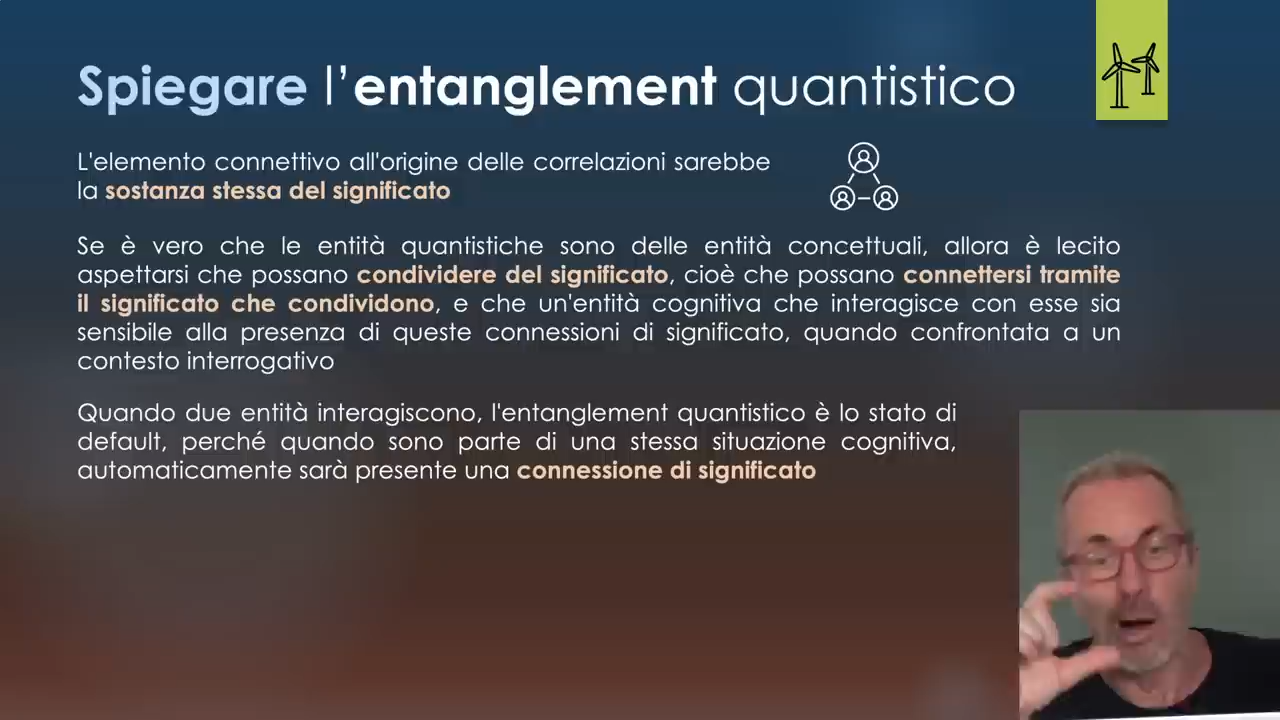 Spiegare l’entanglement quantistico
L'elemento connettivo all'origine delle correlazioni sarebbe
la sostanza stessa del significato
Se è vero che le entità quantistiche sono delle entità concettuali, allora è lecito
aspettarsi che possano condividere del significato, cioè che possano connettersi tramite
il significato che condividono, e che un'entità cognitiva che interagisce con esse sia
sensibile alla presenza di queste connessioni di significato, quando confrontata a un
contesto interrogativo
Quando due entità interagiscono, l'entanglement quantistico è lo stato di
default, perché quando sono parte di una stessa situazione cognitiva,
automaticamente sarà presente una connessione di significato